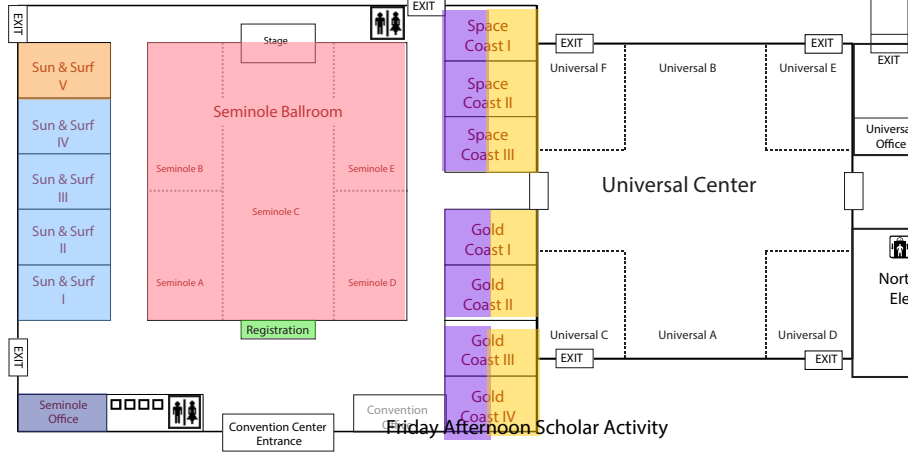 EXIT
EXIT
Sun & Surf
V
Sun & Surf
IV
Sun & Surf
III
Sun & Surf
II
Sun & Surf
I
EXIT
Seminole
Office
Stage
Seminole Ballroom
Seminole B
Seminole E
Seminole C
Seminole A
Seminole D
Registration
Convention Center
Entrance
Convention
Space
Coast I
Space
Coast II
Space
Coast III
Gold
Coast I
Gold
Coast II
Gold
Coast III
Gold
Coast IV
Friday Afternoon Scholar Activity
EXIT
EXIT
EXIT
Universal F
Universal B
Universal E
Universal Center
Universal C
Universal A
Universal D
EXIT
EXIT
Universa
Office
Nort
Ele